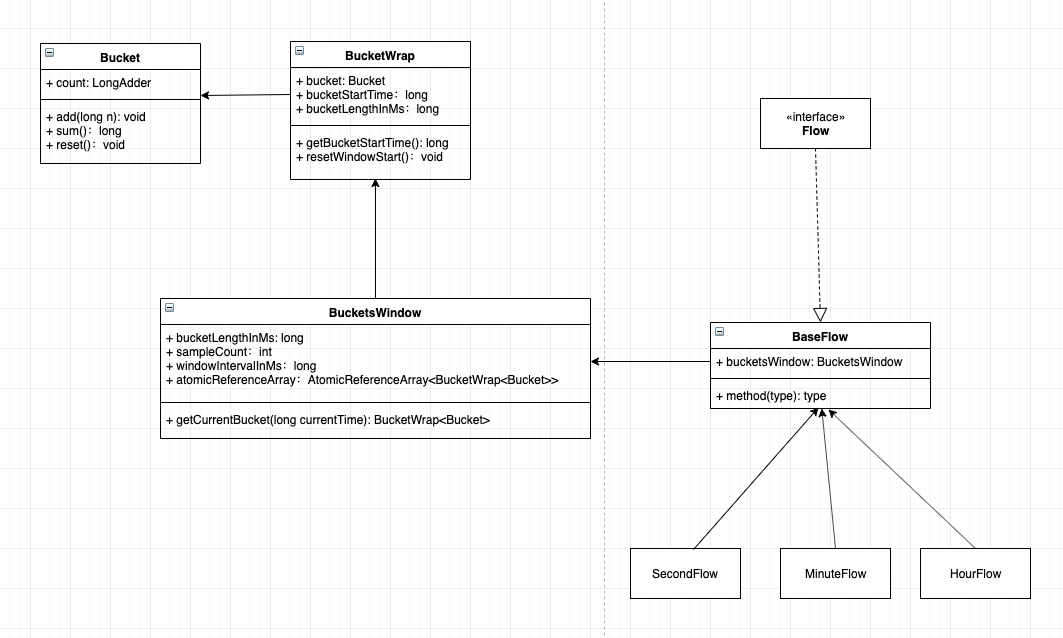 Bucket
+ count: LongAdder
+ add(long n): void
+ sum()： long
+ reset()： void
BucketWrap
+ bucket: Bucket
+ bucketStartTime： long
+ bucketLengthInMs： long
+ getBucketStartTime(): long
+ resetWindowStart()： void
«interface»
Flow
BucketsWindow
+ bucketLengthInMs: long
+ sampleCount： int
+ windowIntervalInMs： long
+ atomicReferenceArray： AtomicReferenceArray<BucketWrap<Bucket>>
+ getCurrentBucket(long currentTime): BucketWrap<Bucket>
BaseFlow
+ bucketsWindow: BucketsWindow
+ method(type): type
SecondFlow
MinuteFlow
HourFlow